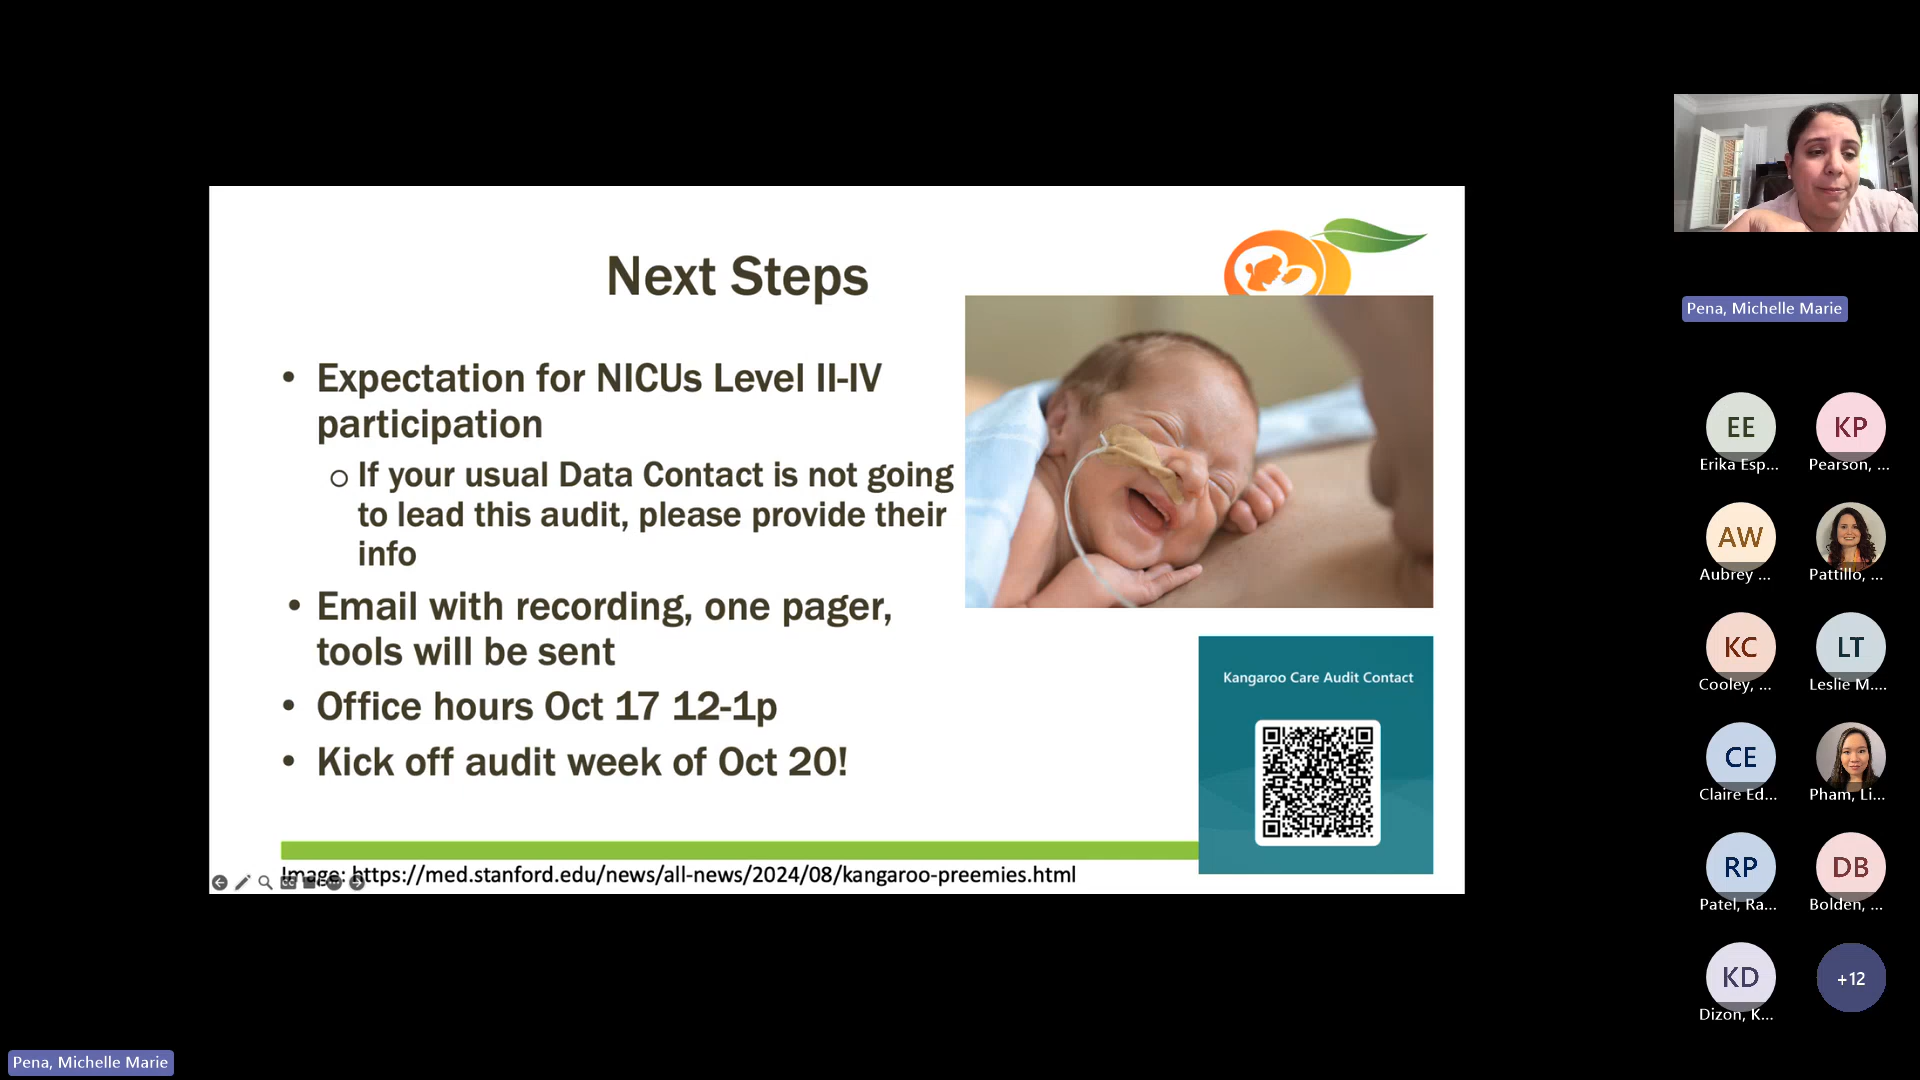 Next Steps
• Expectation for NICUs Level II-IV
participation
o If your usual Data Contact is not going
to lead this audit, please provide their
info
• Email with recording, one pager,
tools will be sent
• Office hours Oct 17 12-1p
• Kick off audit week of Oct 20!
Kangaroo Care Audit Contact
Image: https://med.stanford.edu/news/all-news/2024/08/kangaroo-preemies.html
Pena, Michelle Marie
EE
Erika Esp...
KP
Pearson, ...
AW
Aubrey ...
Pattillo, ...
KC
Cooley, ...
LT
Leslie M....
CE
Claire Ed...
Pham, Li...
RP
Patel, Ra...
DB
Bolden, ...
KD
Dizon, K...
+12
Pena, Michelle Marie